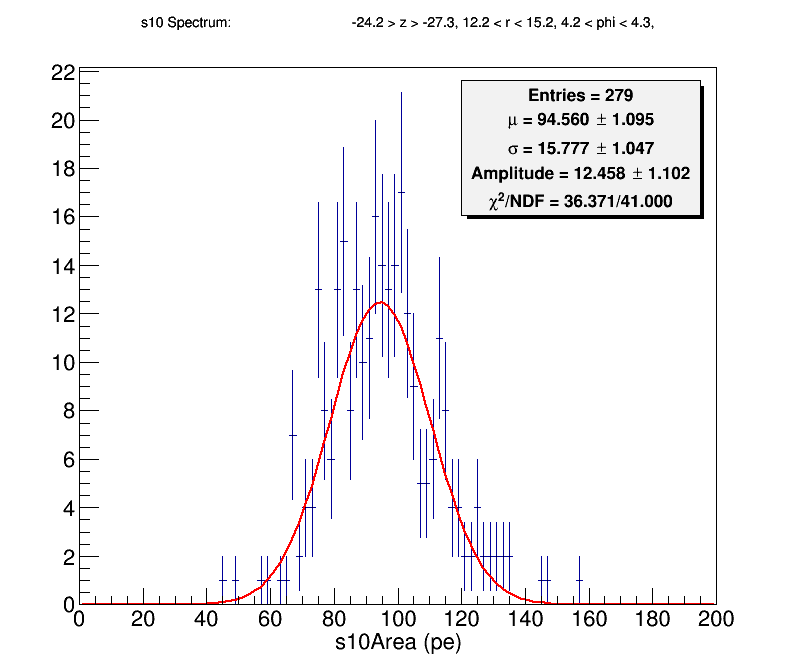 s10 Spectrum: -24.2 > z > -27.3, 12.2 < r < 15.2, 4.2 < phi < 4.3,
Entries = 279
μ = 94.560 ± 1.095
σ = 15.777 ± 1.047
Amplitude = 12.458 ± 1.102
χ²/NDF = 36.371/41.000
22
20
18
16
14
12
10
8
6
4
2
0
0 20 40 60 80 100 120 140 160 180 200
s10Area (pe)